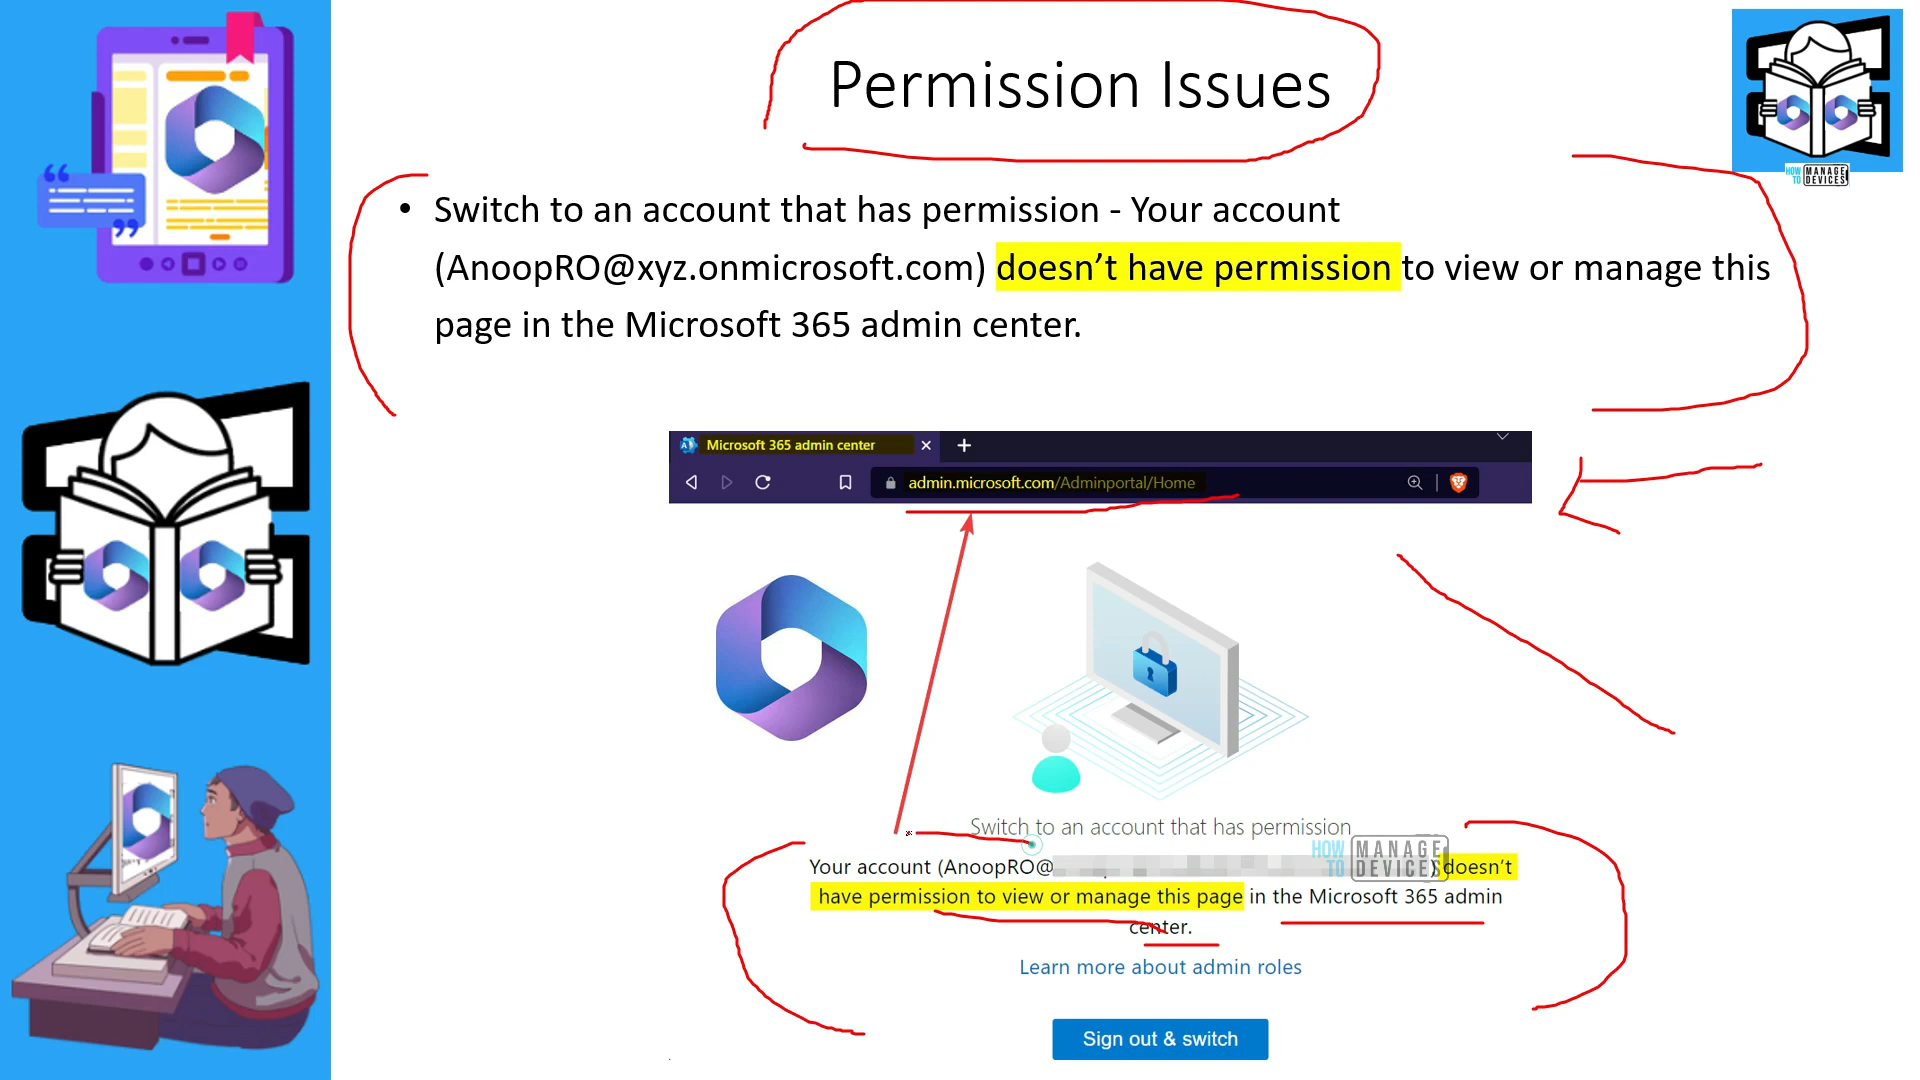 Permission Issues
HOW
TO
MANAGE
DEVICES
• Switch to an account that has permission - Your account
(AnoopRO@xyz.onmicrosoft.com) doesn’t have permission to view or manage this
page in the Microsoft 365 admin center.
Microsoft 365 admin center
admin.microsoft.com/Adminportal/Home
Switch to an account that has permission
HOW
TO
MANAGE
DEVICES
Your account (AnoopRO@ ) doesn’t
have permission to view or manage this page in the Microsoft 365 admin
center.
Learn more about admin roles
Sign out & switch